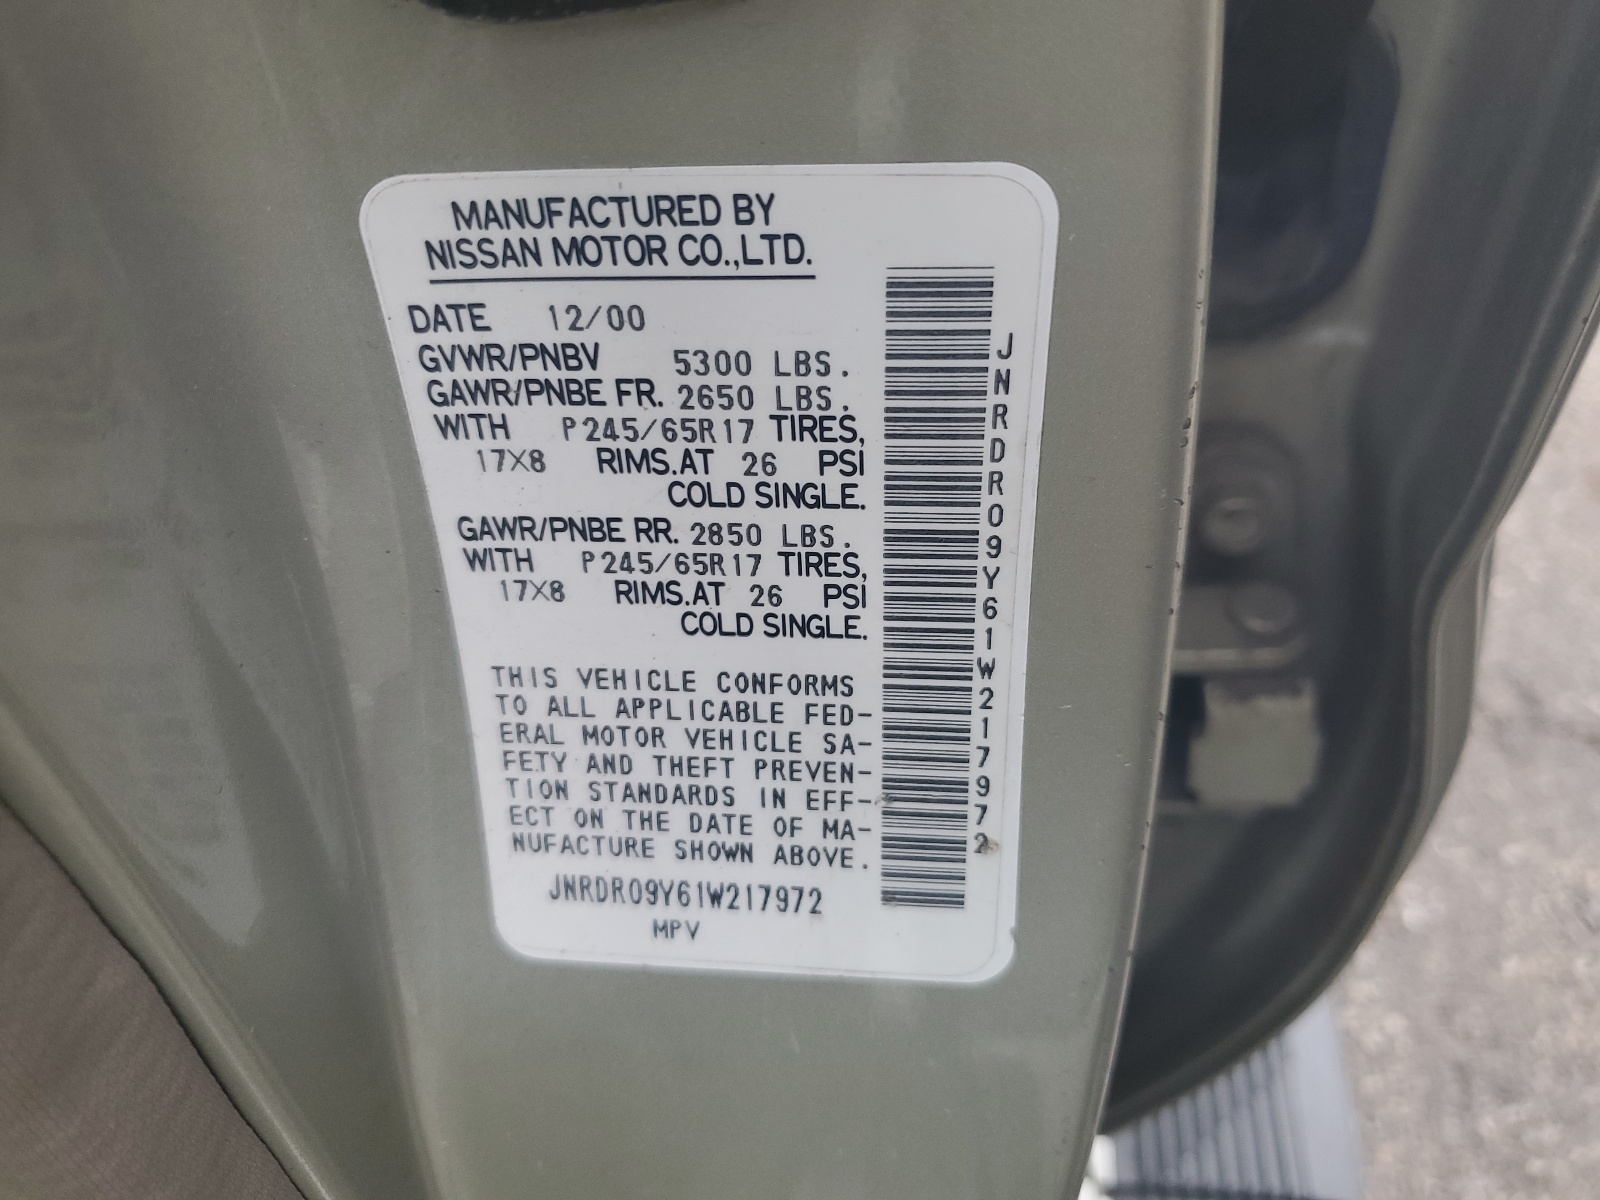 MANUFACTURED BY
NISSAN MOTOR CO.,LTD.
DATE 12/00
GVWR/PNBV 5300 LBS.
GAWR/PNBE FR. 2650 LBS.
WITH P245/65R17 TIRES,
17X8 RIMS.AT 26 PSI
COLD SINGLE.
GAWR/PNBE RR. 2850 LBS.
WITH P245/65R17 TIRES,
17X8 RIMS.AT 26 PSI
COLD SINGLE.
THIS VEHICLE CONFORMS
TO ALL APPLICABLE FED-
ERAL MOTOR VEHICLE SA-
FETY AND THEFT PREVEN-
TION STANDARDS IN EFF-
ECT ON THE DATE OF MA-
NUFACTURE SHOWN ABOVE.
JNRDR09Y61W217972
MPV
JNRDR09Y61W217972